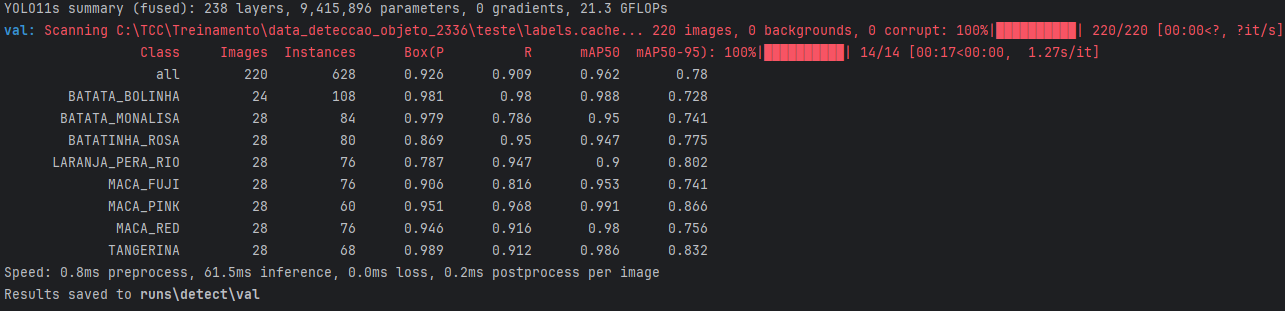 YOLO11s summary (fused): 238 layers, 9,415,896 parameters, 0 gradients, 21.3 GFLOPs
val: Scanning C:\TCC\Treinamento\data_deteccao_objeto_2336\teste\labels.cache... 220 images, 0 backgrounds, 0 corrupt: 100%|██████████| 220/220 [00:00<?, ?it/s]
Class Images Instances Box(P R mAP50 mAP50-95): 100%|██████████| 14/14 [00:17<00:00, 1.27s/it]
all 220 628 0.926 0.909 0.962 0.78
BATATA_BOLINHA 24 108 0.981 0.98 0.988 0.728
BATATA_MONALISA 28 84 0.979 0.786 0.95 0.741
BATATINHA_ROSA 28 80 0.869 0.95 0.947 0.775
LARANJA_PERA_RIO 28 76 0.787 0.947 0.9 0.802
MACA_FUJI 28 76 0.906 0.816 0.953 0.741
MACA_PINK 28 60 0.951 0.968 0.991 0.866
MACA_RED 28 76 0.946 0.916 0.98 0.756
TANGERINA 28 68 0.989 0.912 0.986 0.832
Speed: 0.8ms preprocess, 61.5ms inference, 0.0ms loss, 0.2ms postprocess per image
Results saved to runs\detect\val